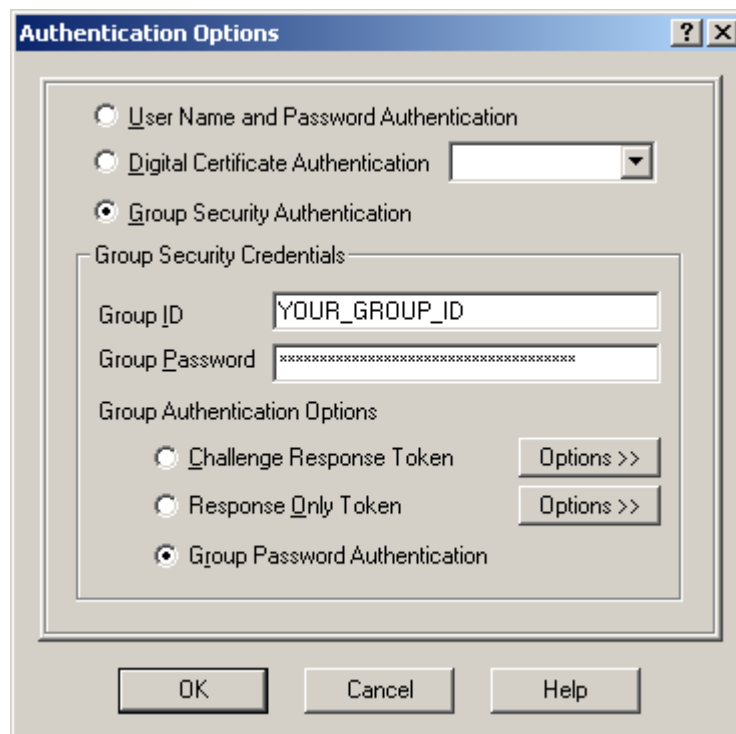 Authentication Options
User Name and Password Authentication
Digital Certificate Authentication
Group Security Authentication
Group Security Credentials
Group ID YOUR_GROUP_ID
Group Password *************************************
Group Authentication Options
Challenge Response Token Options >>
Response Only Token Options >>
Group Password Authentication
OK Cancel Help